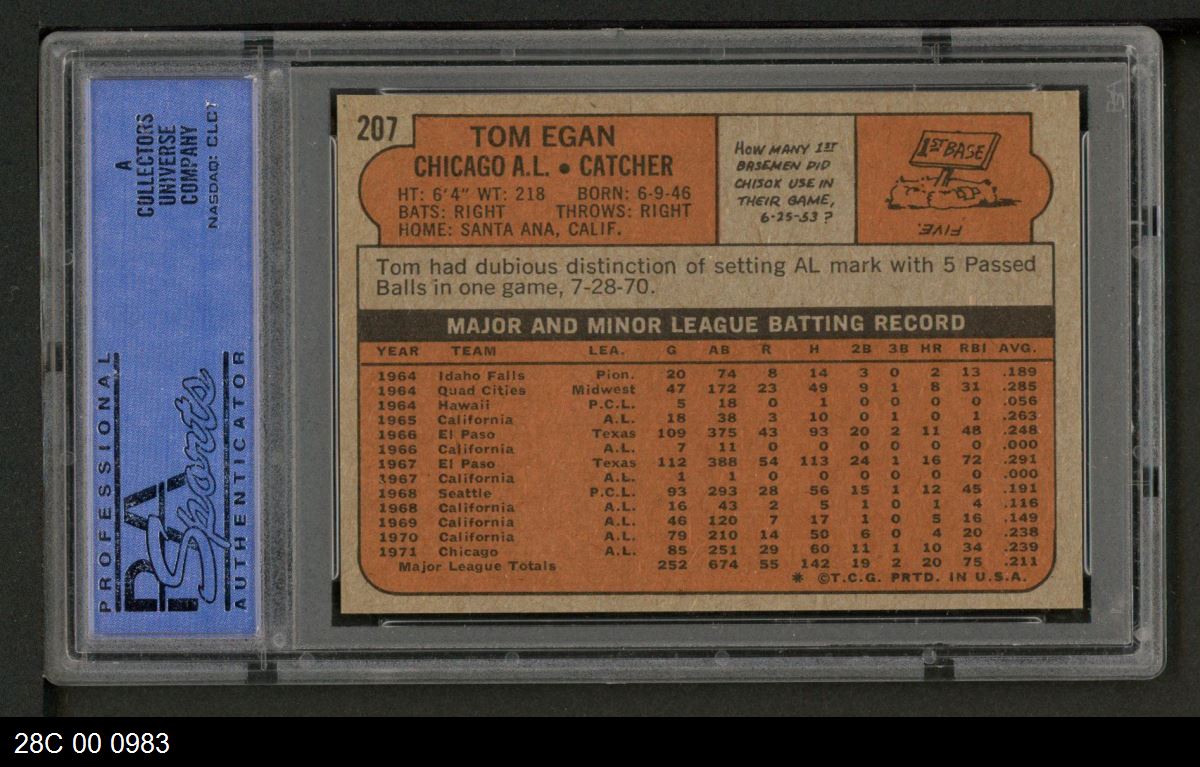 A
COLLECTORS
UNIVERSE
COMPANY
NASDAQ: CLCT
PROFESSIONAL
PSA
Sports
AUTHENTICATOR
207
TOM EGAN
CHICAGO A.L. • CATCHER
HT: 6'4" WT: 218 BORN: 6-9-46
BATS: RIGHT THROWS: RIGHT
HOME: SANTA ANA, CALIF.
HOW MANY 1ST
BASEMEN DID
CHISOX USE IN
THEIR GAME,
6-25-53?
1ST BASE
FIVE.
Tom had dubious distinction of setting AL mark with 5 Passed
Balls in one game, 7-28-70.
MAJOR AND MINOR LEAGUE BATTING RECORD
YEAR TEAM LEA. G AB R H 2B 3B HR RBI AVG.
1964 Idaho Falls Pion. 20 74 8 14 3 0 2 13 .189
1964 Quad Cities Midwest 47 172 23 49 9 1 8 31 .285
1964 Hawaii P.C.L. 5 18 0 1 0 0 0 0 .056
1965 California A.L. 18 38 3 10 0 1 0 1 .263
1966 El Paso Texas 109 375 43 93 20 2 11 48 .248
1966 California A.L. 7 11 0 0 0 0 0 0 .000
1967 El Paso Texas 112 388 54 113 24 1 16 72 .291
1967 California A.L. 1 1 0 0 0 0 0 0 .000
1968 Seattle P.C.L. 93 293 28 56 15 1 12 45 .191
1968 California A.L. 16 43 2 5 1 0 1 4 .116
1969 California A.L. 46 120 7 17 1 0 5 16 .149
1970 California A.L. 79 210 14 50 6 0 4 20 .238
1971 Chicago A.L. 85 251 29 60 11 1 10 34 .239
Major League Totals 252 674 55 142 19 2 20 75 .211
* ©T.C.G. PRTD. IN U.S.A.
28C 00 0983